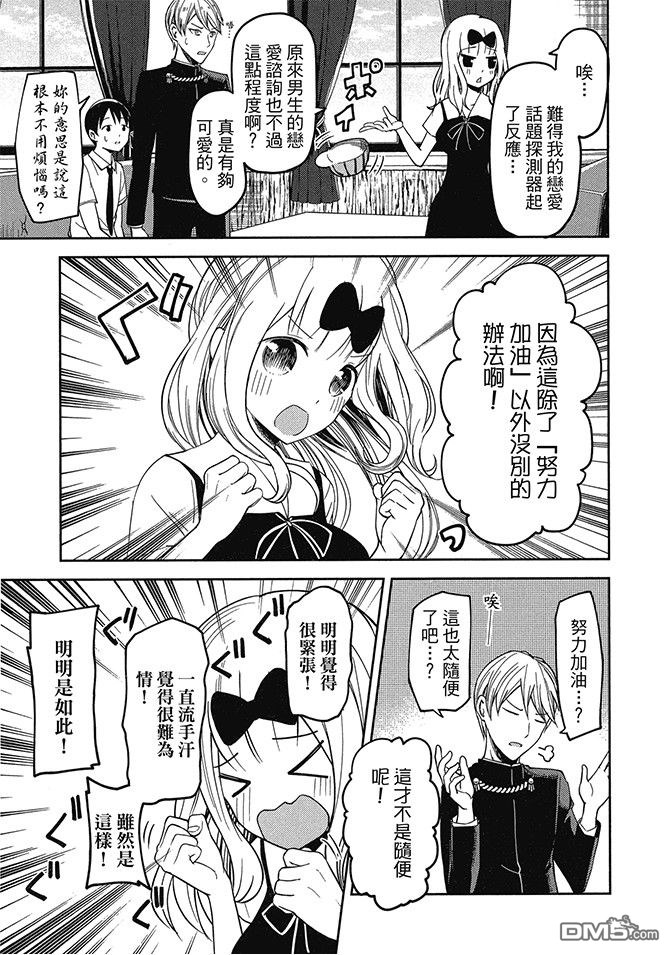 唉…
難得我的戀愛
話題探測器起
了反應…
ポイ
原來男生的戀
愛諮詢也不過
這點程度啊？
真是有夠
可愛的。
唉
妳的意思是說這
根本不用煩惱嗎？
因為這除了「努力
加油」以外沒別的
辦法啊！
努力加油…？
唉
這也太隨便
了吧…？
這才不是隨便
呢！
明明覺得
很緊張！
一直流手汗
覺得很難為
情！
雖然是
這樣！
明明是如此！
DM5.com